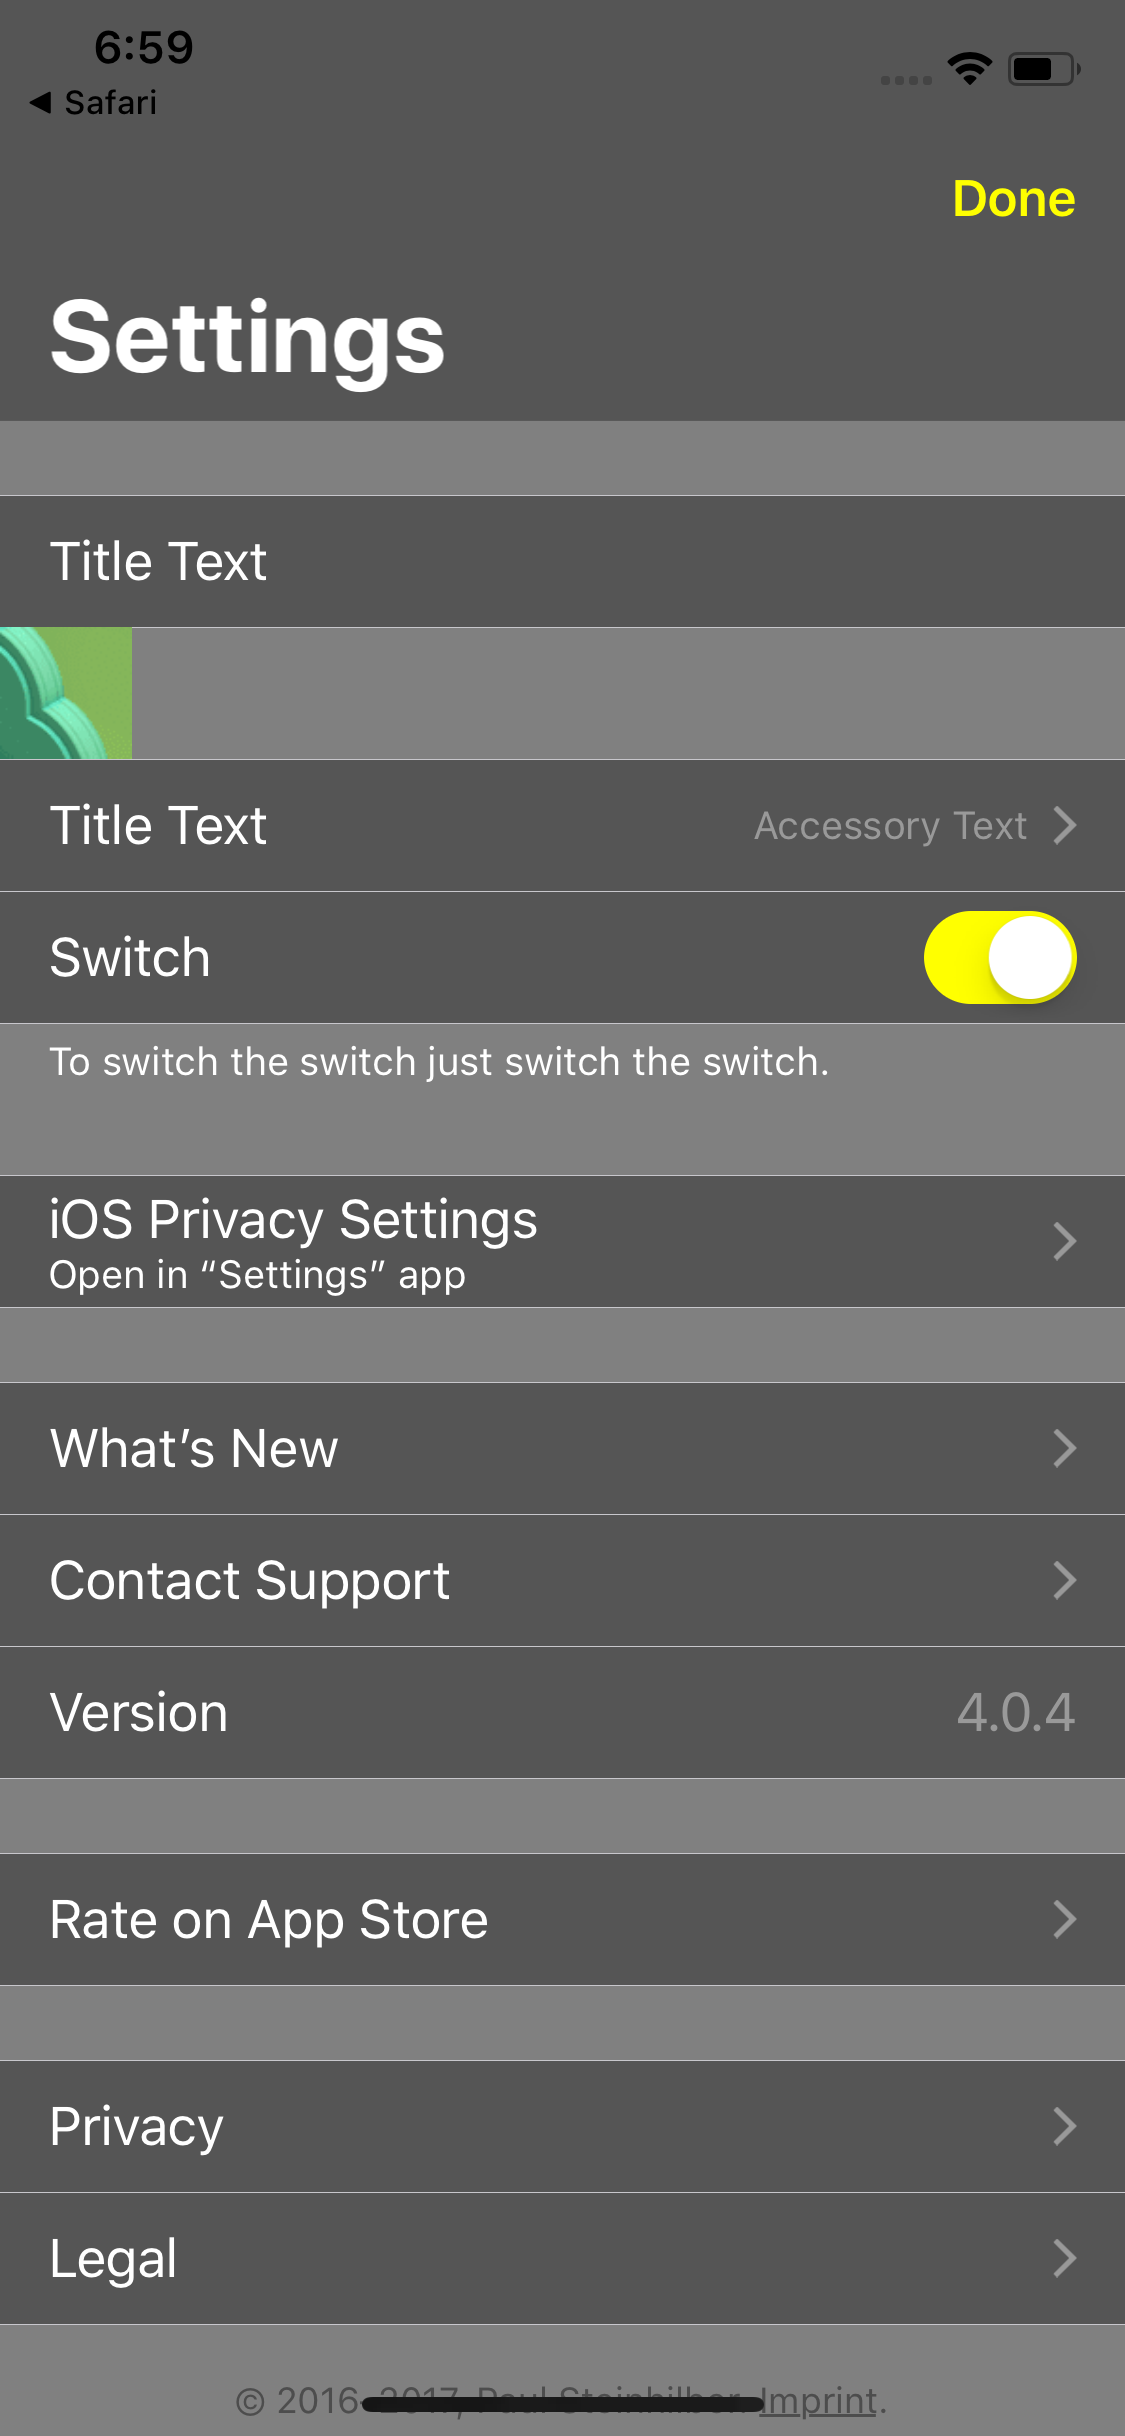 6:59
Safari
Done
Settings
Title Text
Title Text
Accessory Text
Switch
To switch the switch just switch the switch.
iOS Privacy Settings
Open in “Settings” app
What’s New
Contact Support
Version
4.0.4
Rate on App Store
Privacy
Legal
© 2016-2017, Paul Steinhilber. Imprint.